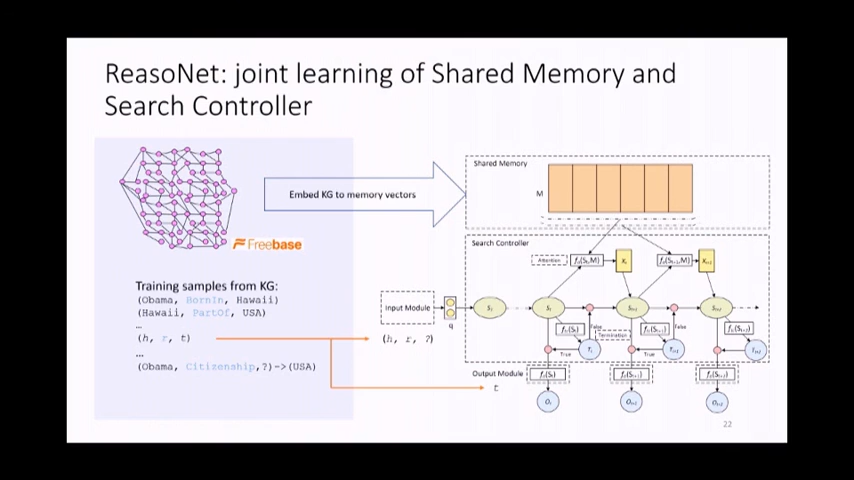 ReasoNet: joint learning of Shared Memory and
Search Controller
Embed KG to memory vectors
Freebase
Training samples from KG:
(Obama, BornIn, Hawaii)
(Hawaii, PartOf, USA)
…
(h, r, t)
…
(Obama, Citizenship,?)->(USA)
Shared Memory
M
Search Controller
Attention
Input Module
q
(h, r, ?)
False
False
Termination
True
True
Output Module
t
22